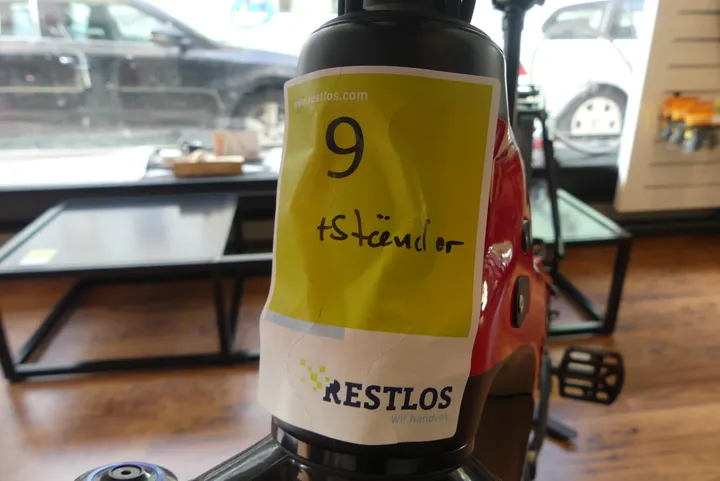 www.restlos.com
9
+Ständer
RESTLOS
Wir handeln